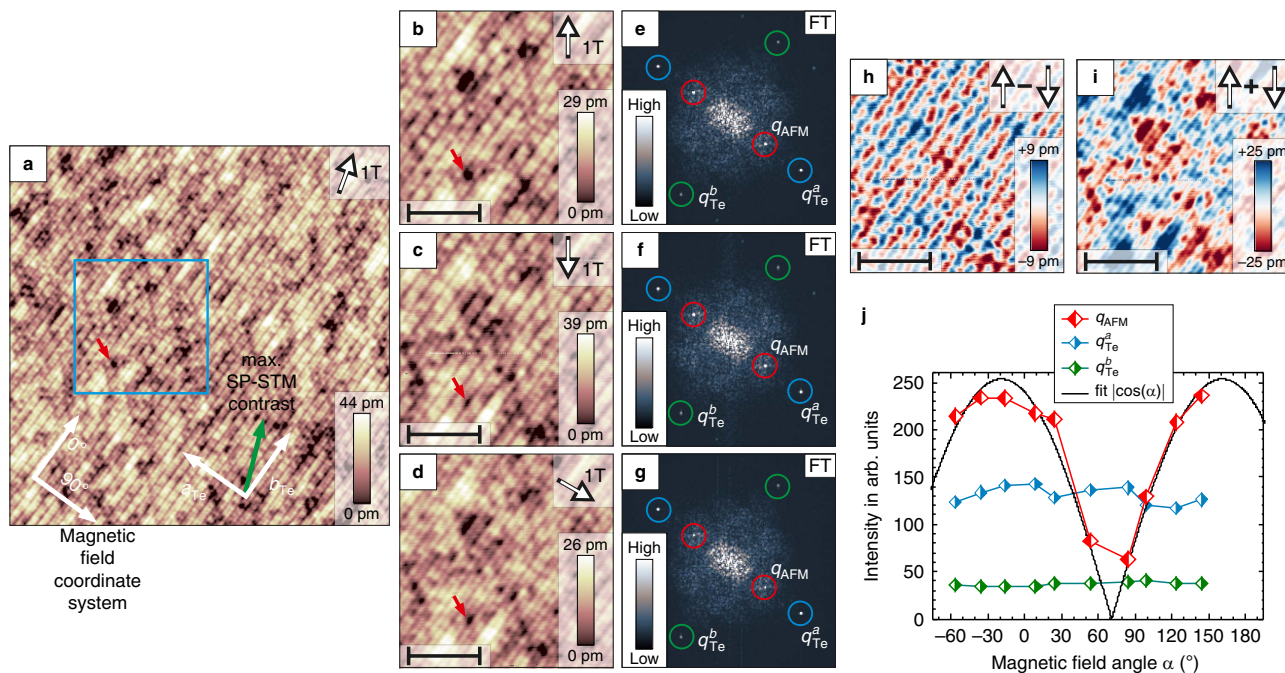 a
1T
max.
SP-STM
contrast
44 pm
0 pm
0°
90°
a_Te
b_Te
Magnetic
field
coordinate
system
b
1T
29 pm
0 pm
c
1T
39 pm
0 pm
d
1T
26 pm
0 pm
e
FT
High
Low
q_AFM
q^a_Te
q^b_Te
f
FT
High
Low
q_AFM
q^a_Te
q^b_Te
g
FT
High
Low
q_AFM
q^a_Te
q^b_Te
h
–
+9 pm
–9 pm
i
+
+25 pm
–25 pm
j
q_AFM
q^a_Te
q^b_Te
fit |cos(α)|
Intensity in arb. units
250
200
150
100
50
0
–60 –30 0 30 60 90 120 150 180
Magnetic field angle α (°)